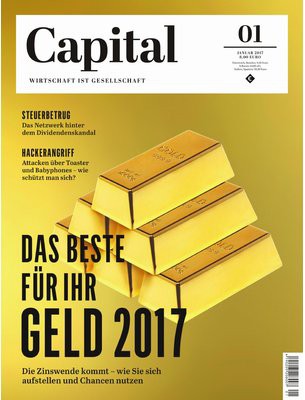 Capital
WIRTSCHAFT IST GESELLSCHAFT
01
JANUAR 2017
8,00 EURO
STEUERBETRUG
Das Netzwerk hinter
dem Dividendenskandal
HACKERANGRIFF
Attacken über Toaster
und Babyphones – wie
schützt man sich?
DAS BESTE
FÜR IHR
GELD 2017
Die Zinswende kommt – wie Sie sich
aufstellen und Chancen nutzen